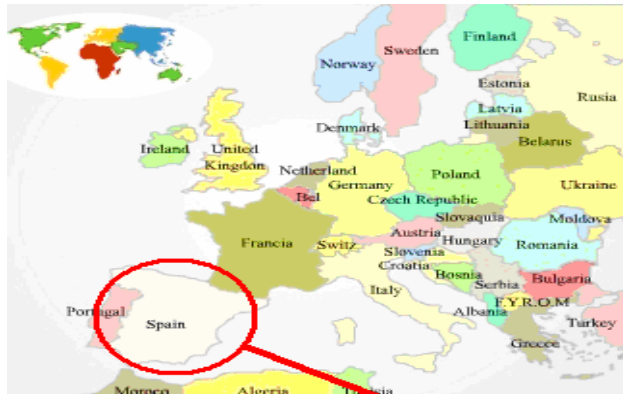 Finland
Sweden
Norway
Estonia
Rusia
Latvia
Lithuania
Denmark
Belarus
Ireland
United
Kingdon
Netherland
Poland
Germany
Ukraine
Bel
Czech Republic
Slovaquia
Moldova
Austria
Francia
Switz
Hungary
Romania
Slovenia
Croatia
Bosnia
Serbia
Bulgaria
Italy
F.Y.R.O.M
Portugal
Spain
Albania
Turkey
Greece
Moroco
Algeria